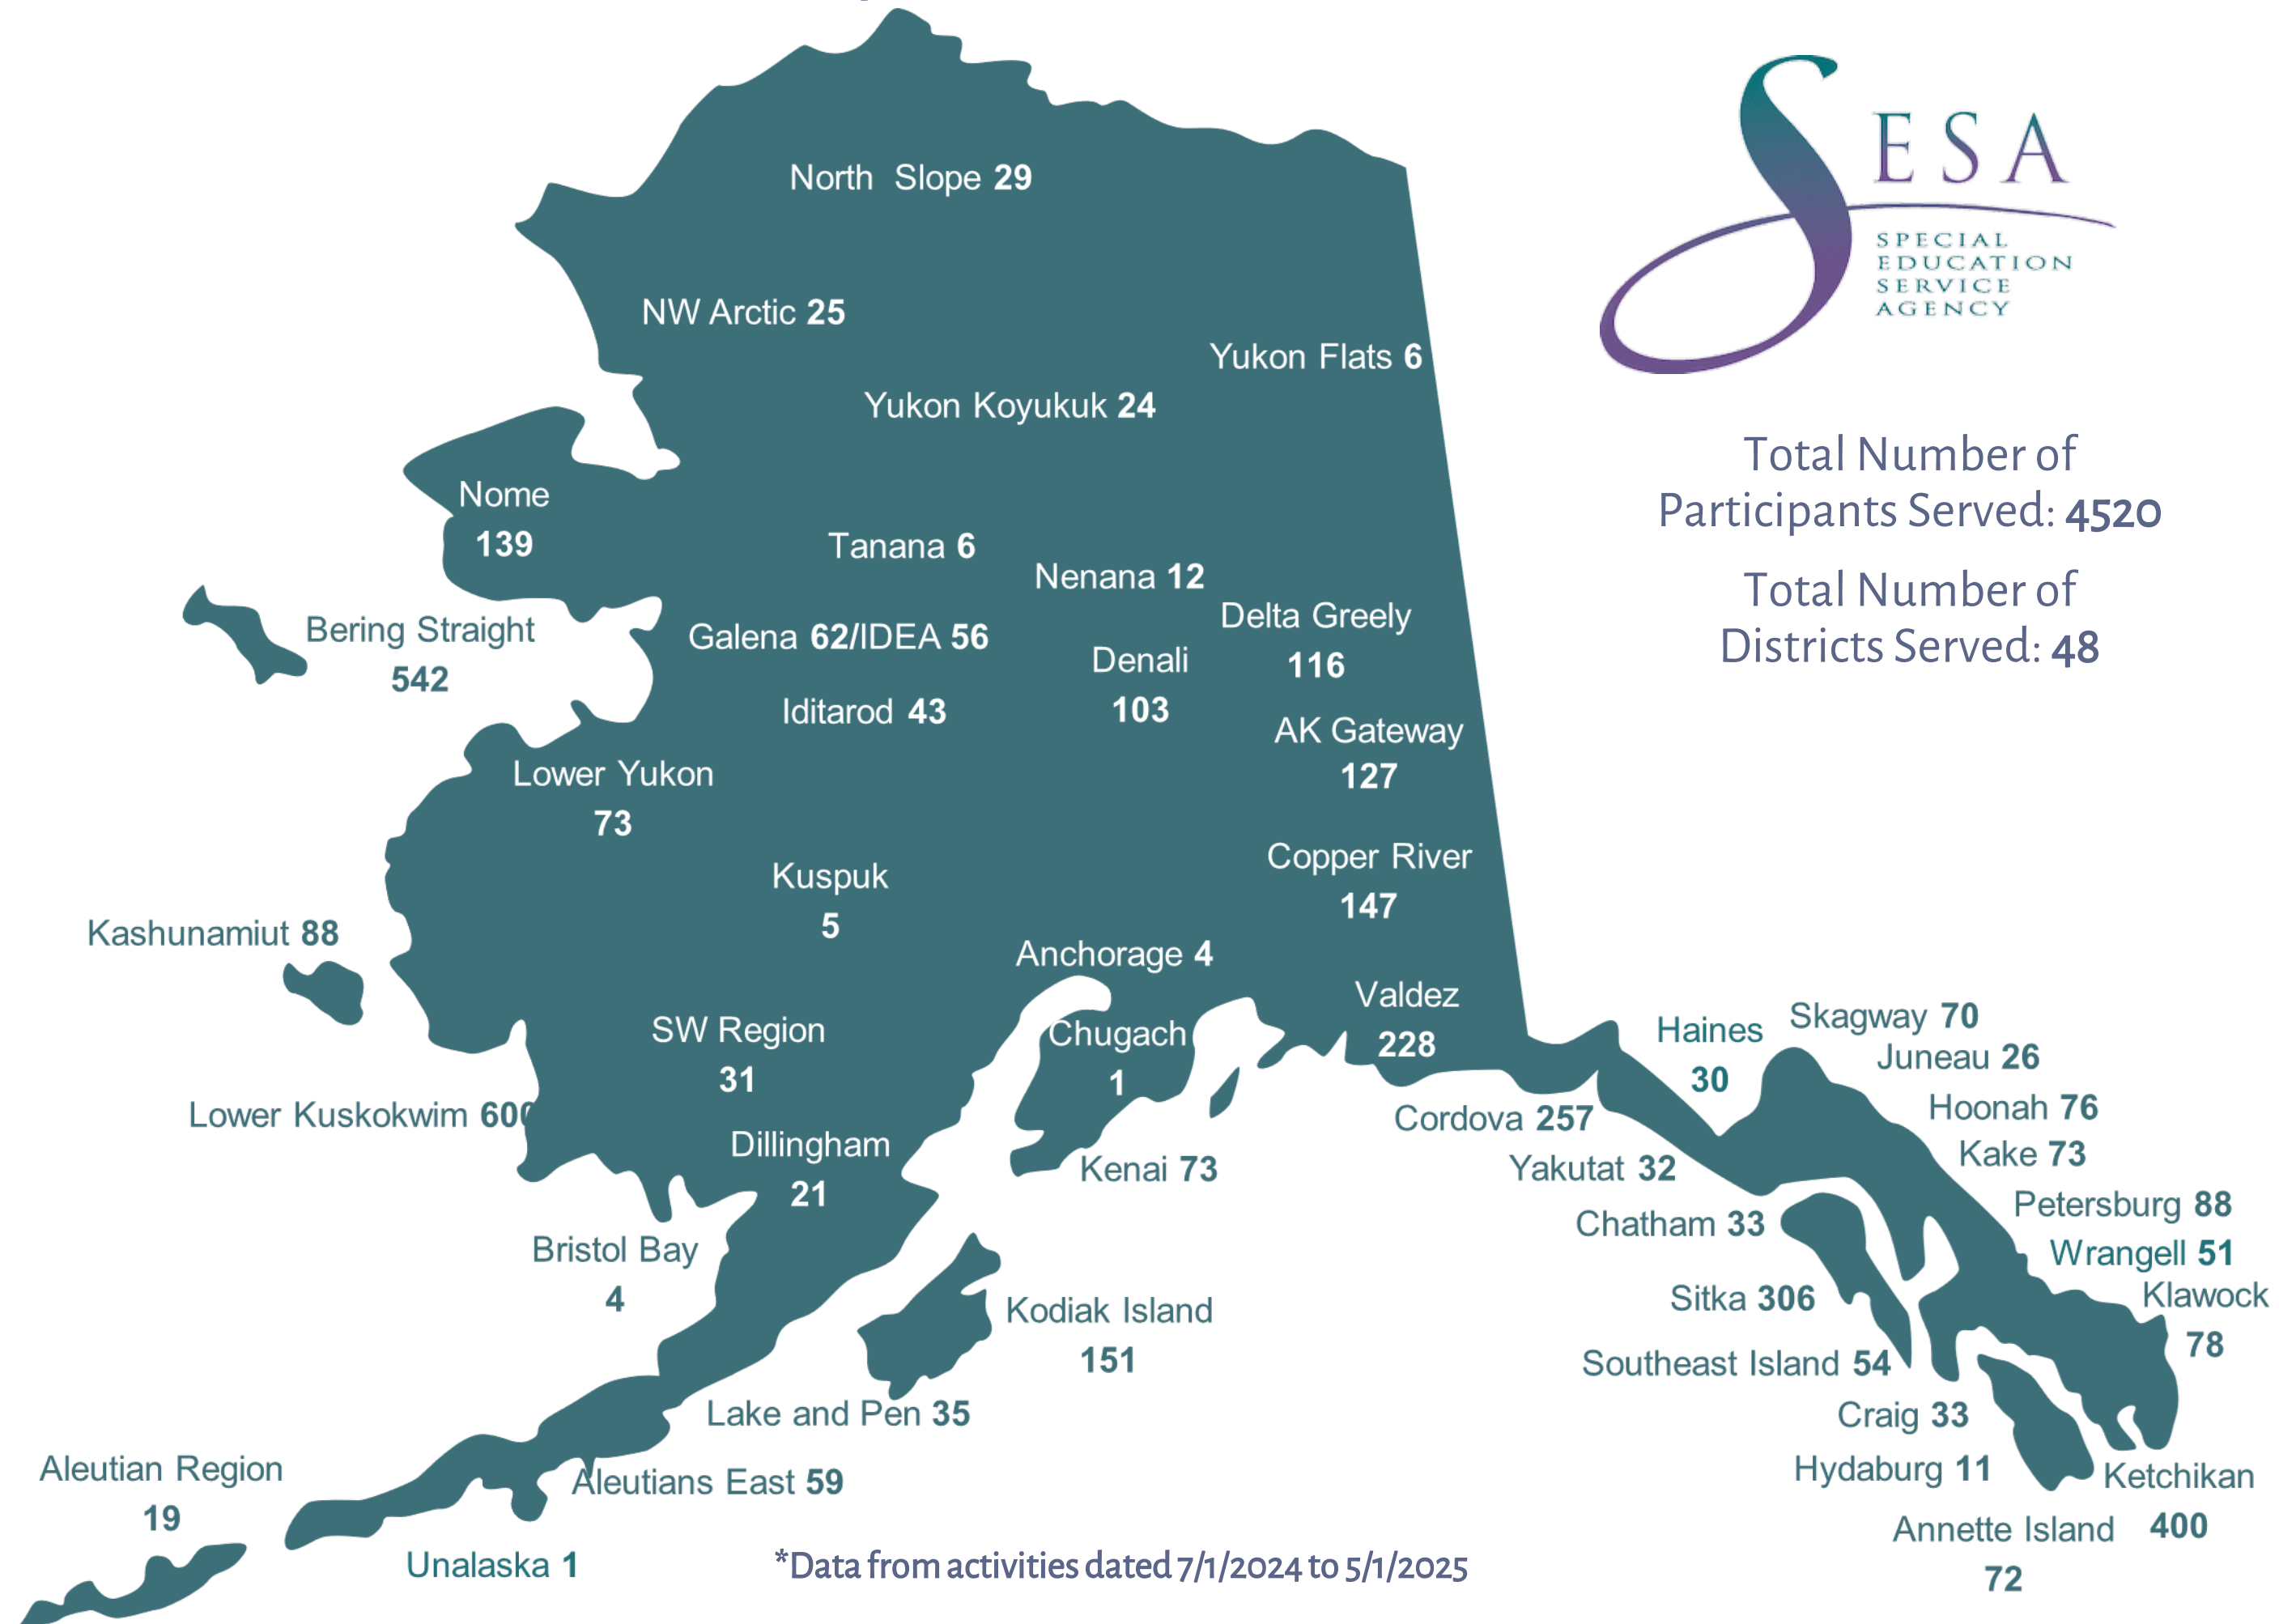 North Slope 29
NW Arctic 25
Yukon Flats 6
Yukon Koyukuk 24
Nome
139
Tanana 6
Nenana 12
Bering Straight
542
Galena 62/IDEA 56
Delta Greely
116
Denali
103
Iditarod 43
AK Gateway
127
Lower Yukon
73
Kuspuk
5
Copper River
147
Kashunamiut 88
Anchorage 4
Valdez
228
SW Region
31
Chugach
1
Lower Kuskokwim 600
Dillingham
21
Kenai 73
Bristol Bay
4
Kodiak Island
151
Lake and Pen 35
Aleutians East 59
Aleutian Region
19
Unalaska 1
Haines
30
Skagway 70
Juneau 26
Hoonah 76
Kake 73
Cordova 257
Yakutat 32
Chatham 33
Petersburg 88
Wrangell 51
Klawock
78
Sitka 306
Southeast Island 54
Craig 33
Hydaburg 11
Ketchikan
400
Annette Island
72
SESA
SPECIAL
EDUCATION
SERVICE
AGENCY
Total Number of
Participants Served: 4520
Total Number of
Districts Served: 48
*Data from activities dated 7/1/2024 to 5/1/2025